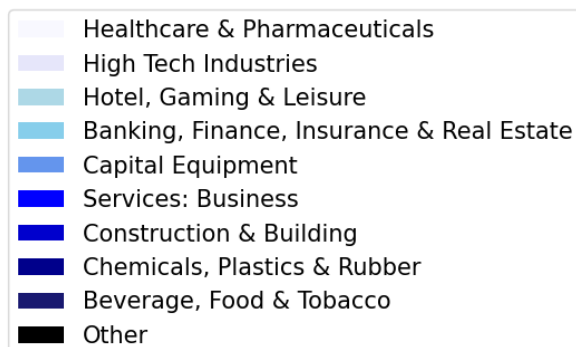 Healthcare & Pharmaceuticals
High Tech Industries
Hotel, Gaming & Leisure
Banking, Finance, Insurance & Real Estate
Capital Equipment
Services: Business
Construction & Building
Chemicals, Plastics & Rubber
Beverage, Food & Tobacco
Other